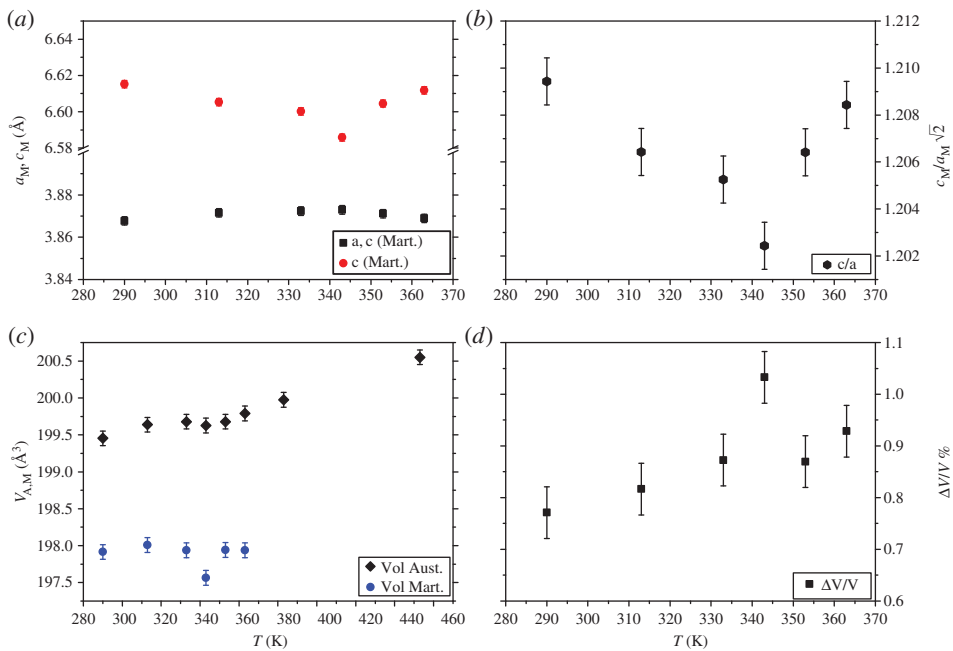 (a)
6.64
6.62
6.60
6.58
3.88
3.86
3.84
a_M, c_M (Å)
280 290 300 310 320 330 340 350 360 370
a, c (Mart.)
c (Mart.)
(b)
1.212
1.210
1.208
1.206
1.204
1.202
c_M/a_M √2
280 290 300 310 320 330 340 350 360 370
c/a
(c)
200.5
200.0
199.5
199.0
198.5
198.0
197.5
V_A,M (Å³)
280 300 320 340 360 380 400 420 440 460
T (K)
Vol Aust.
Vol Mart.
(d)
1.1
1.0
0.9
0.8
0.7
0.6
ΔV/V %
280 290 300 310 320 330 340 350 360 370
T (K)
ΔV/V